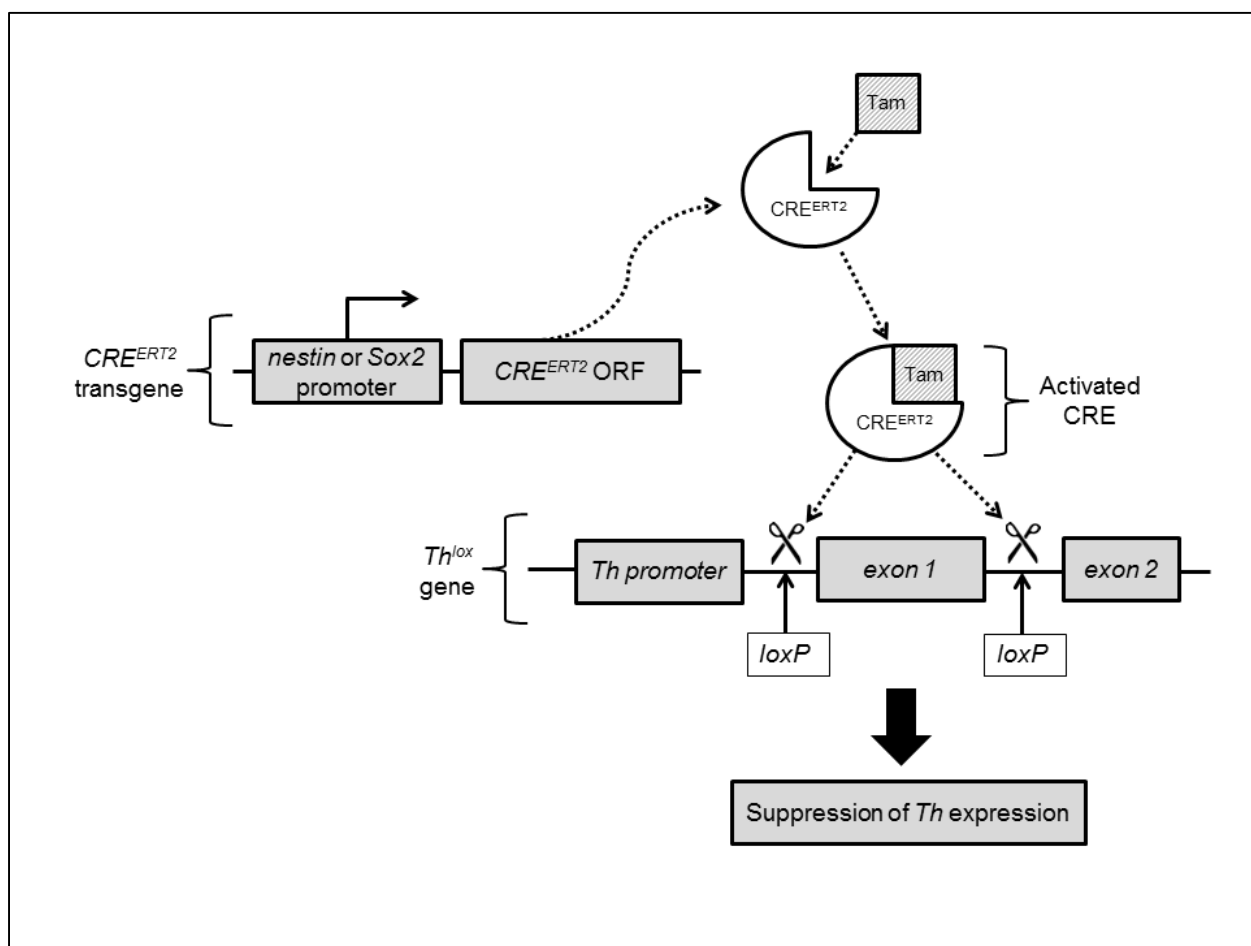 Tam
CRE^ERT2
CRE^ERT2
transgene
nestin or Sox2
promoter
CRE^ERT2 ORF
Tam
CRE^ERT2
Activated
CRE
Th^lox
gene
Th promoter
exon 1
exon 2
loxP
loxP
Suppression of Th expression